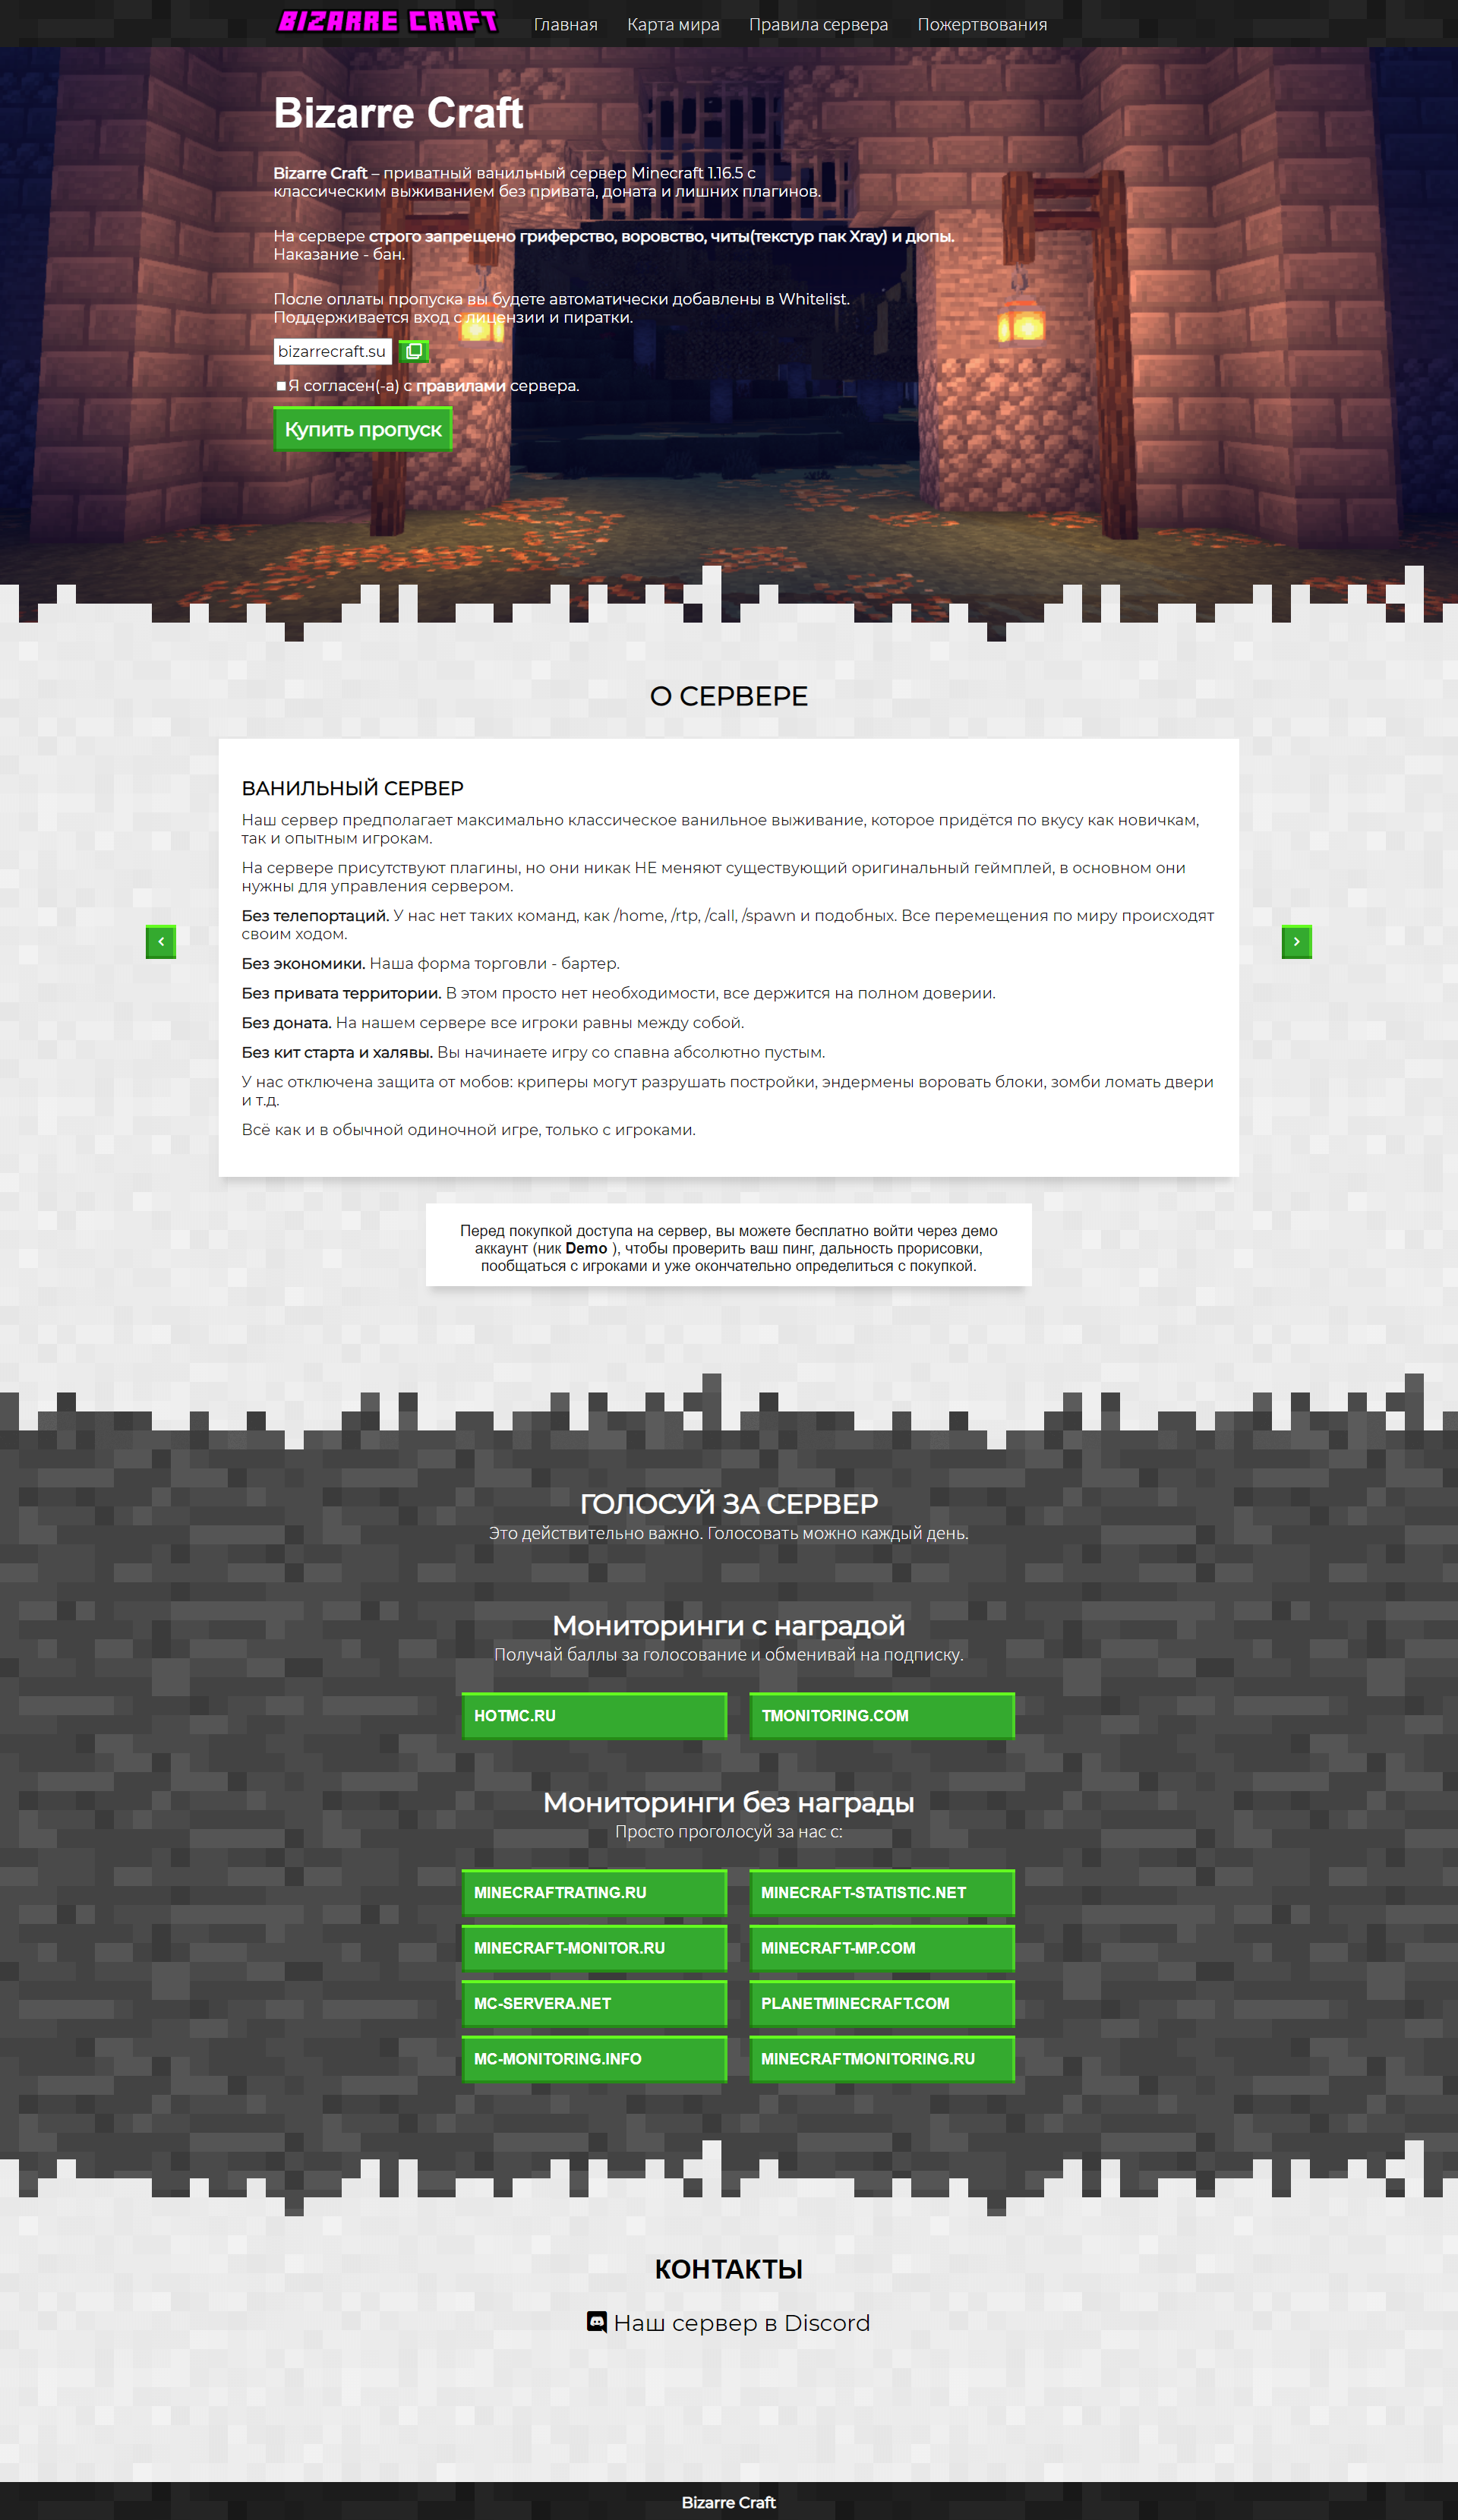 BIZARRE CRAFT
Главная
Карта мира
Правила сервера
Пожертвования
Bizarre Craft
Bizarre Craft – приватный ванильный сервер Minecraft 1.16.5 с
классическим выживанием без привата, доната и лишних плагинов.
На сервере строго запрещено гриферство, воровство, читы(текстур пак Xray) и дюпы.
Наказание - бан.
После оплаты пропуска вы будете автоматически добавлены в Whitelist.
Поддерживается вход с лицензии и пиратки.
bizarrecraft.su
Я согласен(-а) с правилами сервера.
Купить пропуск
О СЕРВЕРЕ
ВАНИЛЬНЫЙ СЕРВЕР
Наш сервер предполагает максимально классическое ванильное выживание, которое придётся по вкусу как новичкам,
так и опытным игрокам.
На сервере присутствуют плагины, но они никак НЕ меняют существующий оригинальный геймплей, в основном они
нужны для управления сервером.
Без телепортаций. У нас нет таких команд, как /home, /rtp, /call, /spawn и подобных. Все перемещения по миру происходят
своим ходом.
Без экономики. Наша форма торговли - бартер.
Без привата территории. В этом просто нет необходимости, все держится на полном доверии.
Без доната. На нашем сервере все игроки равны между собой.
Без кит старта и халявы. Вы начинаете игру со спавна абсолютно пустым.
У нас отключена защита от мобов: криперы могут разрушать постройки, эндермены воровать блоки, зомби ломать двери
и т.д.
Всё как и в обычной одиночной игре, только с игроками.
Перед покупкой доступа на сервер, вы можете бесплатно войти через демо
аккаунт (ник Demo ), чтобы проверить ваш пинг, дальность прорисовки,
пообщаться с игроками и уже окончательно определиться с покупкой.
ГОЛОСУЙ ЗА СЕРВЕР
Это действительно важно. Голосовать можно каждый день.
Мониторинги с наградой
Получай баллы за голосование и обменивай на подписку.
HOTMC.RU
TMONITORING.COM
Мониторинги без награды
Просто проголосуй за нас с:
MINECRAFTRATING.RU
MINECRAFT-STATISTIC.NET
MINECRAFT-MONITOR.RU
MINECRAFT-MP.COM
MC-SERVERA.NET
PLANETMINECRAFT.COM
MC-MONITORING.INFO
MINECRAFTMONITORING.RU
КОНТАКТЫ
Наш сервер в Discord
Bizarre Craft